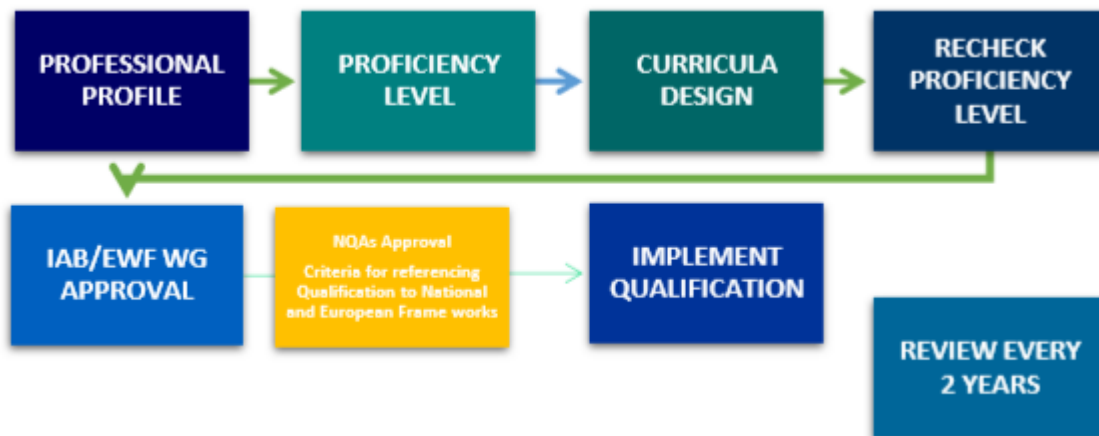 PROFESSIONAL
PROFILE
PROFICIENCY
LEVEL
CURRICULA
DESIGN
RECHECK
PROFICIENCY
LEVEL
IAB/EWF WG
APPROVAL
NQAs Approval
Criteria for referencing
Qualification to National
and European Frame works
IMPLEMENT
QUALIFICATION
REVIEW EVERY
2 YEARS